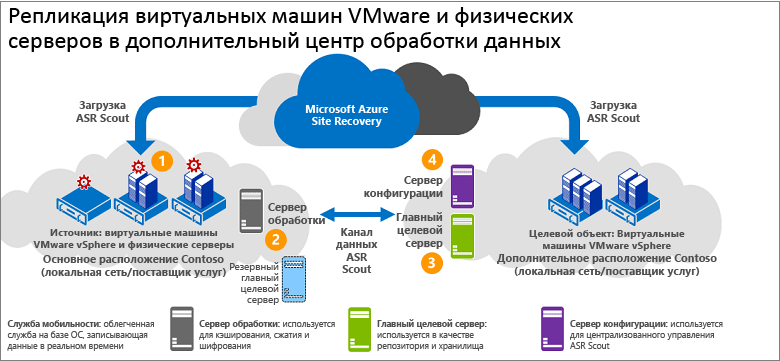 Репликация виртуальных машин VMware и физических
серверов в дополнительный центр обработки данных
Загрузка
ASR Scout
Microsoft Azure
Site Recovery
Загрузка
ASR Scout
1
4
Сервер
конфигурации
Сервер
обработки
2
Канал
данных
ASR
Scout
Главный
целевой
сервер
3
Источник: виртуальные машины
VMware vSphere и физические серверы
Основное расположение Contoso
(локальная сеть/поставщик услуг)
Резервный
главный
целевой
сервер
Целевой объект: Виртуальные
машины VMware vSphere
Дополнительное расположение Contoso
(локальная сеть/поставщик услуг)
Служба мобильности: облегченная
служба на базе ОС, записывающая
данные в реальном времени
Сервер обработки: используется
для кэширования, сжатия и
шифрования
Главный целевой сервер:
используется в качестве
репозитория и хранилища
Сервер конфигурации: используется
для централизованного управления
ASR Scout